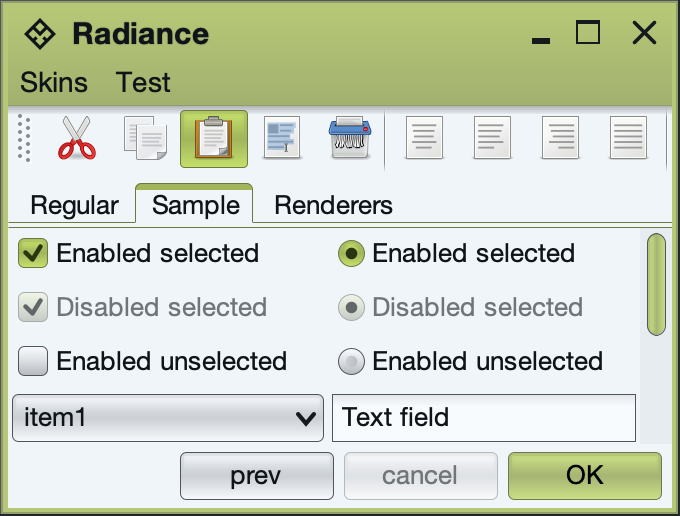 Radiance
Skins Test
Regular Sample Renderers
Enabled selected Enabled selected
Disabled selected Disabled selected
Enabled unselected Enabled unselected
item1 Text field
prev cancel OK